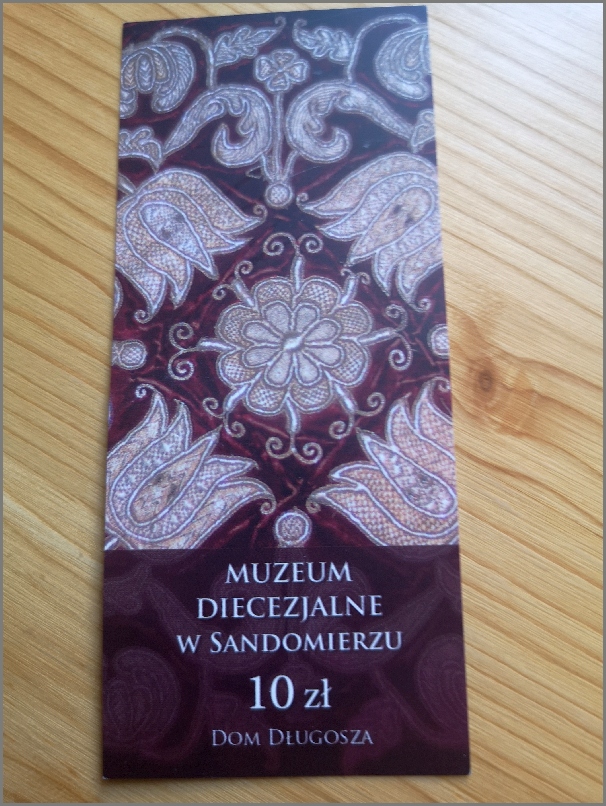 MUZEUM
DIECEZJALNE
W SANDOMIERZU
10 zł
DOM DŁUGOSZA